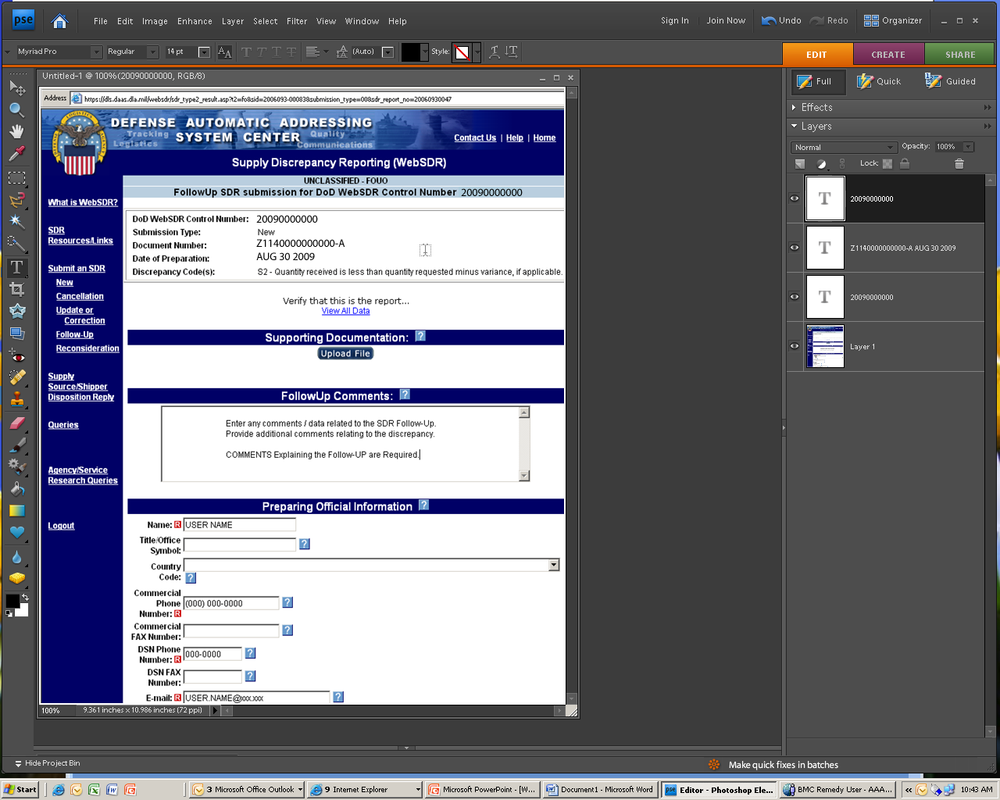 pse File Edit Image Enhance Layer Select Filter View Window Help Sign In Join Now Undo Redo Organizer
Myriad Pro Regular 14 pt (Auto) Style: EDIT CREATE SHARE
Untitled-1 @ 100%(20090000000, RGB/8)
Full Quick Guided
Effects
Layers
Normal Opacity: 100%
Lock:
20090000000
Z1140000000000-A AUG 30 2009
20090000000
Layer 1
Address https://dls.daas.dla.mil/websdr/sdr_type2_result.asp?t2=fo&sid=2006093-00083&submission_type=00&sdr_report_no=20060930047
DEFENSE AUTOMATIC ADDRESSING
SYSTEM CENTER
Tracking Quality
Logistics Communications
Contact Us | Help | Home
Supply Discrepancy Reporting (WebSDR)
UNCLASSIFIED - FOUO
FollowUp SDR submission for DoD WebSDR Control Number 20090000000
What is WebSDR?
SDR
Resources/Links
Submit an SDR
New
Cancellation
Update or
Correction
Follow-Up
Reconsideration
Supply
Source/Shipper
Disposition Reply
Queries
Agency/Service
Research Queries
Logout
DoD WebSDR Control Number: 20090000000
Submission Type: New
Document Number: Z1140000000000-A
Date of Preparation: AUG 30 2009
Discrepancy Code(s): S2 - Quantity received is less than quantity requested minus variance, if applicable.
Verify that this is the report...
View All Data
Supporting Documentation: ?
Upload File
FollowUp Comments: ?
Enter any comments / data related to the SDR Follow-Up.
Provide additional comments relating to the discrepancy.
COMMENTS Explaining the Follow-UP are Required.
Preparing Official Information ?
Name: R USER NAME
Title/Office
Symbol: ?
Country
Code: ?
Commercial
Phone (000) 000-0000 ?
Number: R
Commercial
FAX Number: ?
DSN Phone
Number: R 000-0000 ?
DSN FAX
Number: ?
E-mail: R USER.NAME@xxx.xxx ?
100% 9.361 inches x 10.986 inches (72 ppi)
Hide Project Bin Make quick fixes in batches
Start 3 Microsoft Office Outlook 9 Internet Explorer Microsoft PowerPoint - [W... Document1 - Microsoft Word Editor - Photoshop Ele... BMC Remedy User - AAA... 10:43 AM